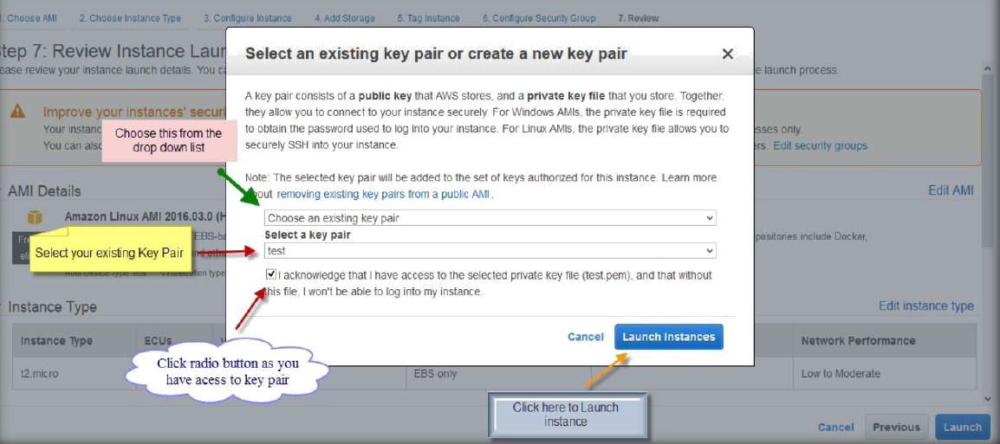 1. Choose AMI 2. Choose Instance Type 3. Configure Instance 4. Add Storage 5. Tag Instance 6. Configure Security Group 7. Review
Step 7: Review Instance Laun
ease review your instance launch details. You ca
e launch process.
Select an existing key pair or create a new key pair
A key pair consists of a public key that AWS stores, and a private key file that you store. Together,
they allow you to connect to your instance securely. For Windows AMIs, the private key file is required
to obtain the password used to log into your instance. For Linux AMIs, the private key file allows you to
securely SSH into your instance.
Note: The selected key pair will be added to the set of keys authorized for this instance. Learn more
about removing existing key pairs from a public AMI.
Choose an existing key pair
Select a key pair
test
I acknowledge that I have access to the selected private key file (test.pem), and that without
this file, I won't be able to log into my instance.
Cancel Launch Instances
Improve your instances' securi
Your instanc
esses only.
You can also
ers. Edit security groups
Choose this from the
drop down list
AMI Details
Edit AMI
Amazon Linux AMI 2016.03.0 (H
Fre
EBS-ba
positories include Docker,
eli
nd othe
Root Device Type: ebs Virtualization type
Select your existing Key Pair
Instance Type
Edit instance type
Instance Type ECUs Network Performance
t2.micro EBS only Low to Moderate
Click radio button as you
have acess to key pair
Click here to Launch
instance
Cancel Previous Launch